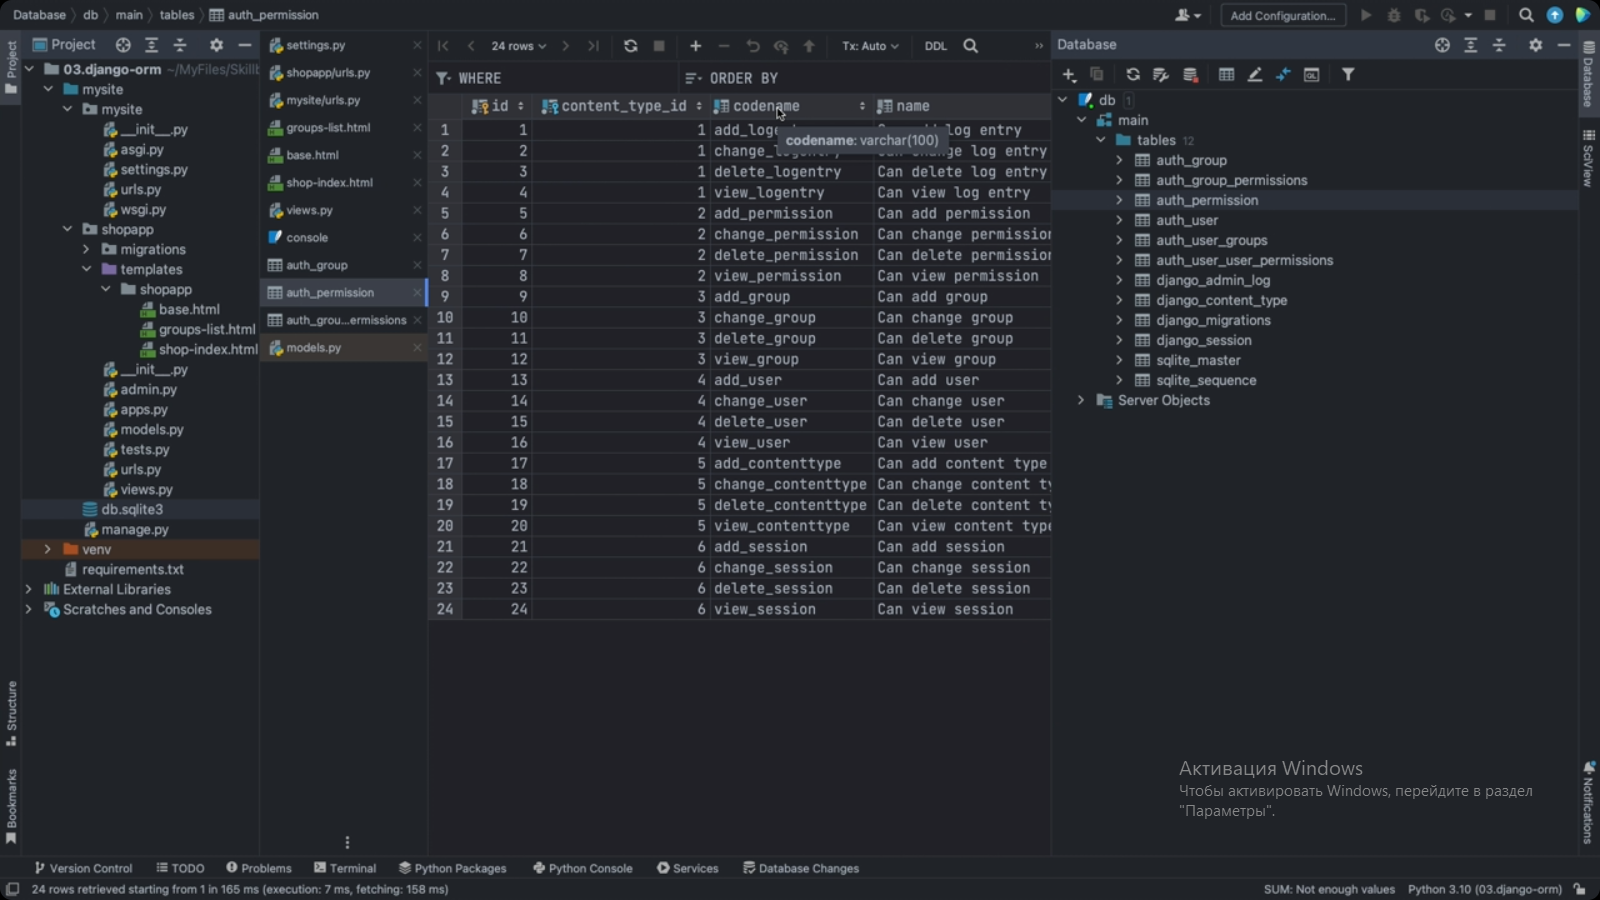 Database db main tables auth_permission
Add Configuration...
Project
03.django-orm ~/MyFiles/Skillb
mysite
mysite
__init__.py
asgi.py
settings.py
urls.py
wsgi.py
shopapp
migrations
templates
shopapp
base.html
groups-list.html
shop-index.html
__init__.py
admin.py
apps.py
models.py
tests.py
urls.py
views.py
db.sqlite3
manage.py
venv
requirements.txt
External Libraries
Scratches and Consoles
Project
Structure
Bookmarks
settings.py
shopapp/urls.py
mysite/urls.py
groups-list.html
base.html
shop-index.html
views.py
console
auth_group
auth_permission
auth_grou...ermissions
models.py
24 rows
Tx: Auto
DDL
WHERE
ORDER BY
id content_type_id codename name
codename: varchar(100)
1 1 1 add_loge log entry
2 2 1 change_ nge log entry
3 3 1 delete_logentry Can delete log entry
4 4 1 view_logentry Can view log entry
5 5 2 add_permission Can add permission
6 6 2 change_permission Can change permission
7 7 2 delete_permission Can delete permission
8 8 2 view_permission Can view permission
9 9 3 add_group Can add group
10 10 3 change_group Can change group
11 11 3 delete_group Can delete group
12 12 3 view_group Can view group
13 13 4 add_user Can add user
14 14 4 change_user Can change user
15 15 4 delete_user Can delete user
16 16 4 view_user Can view user
17 17 5 add_contenttype Can add content type
18 18 5 change_contenttype Can change content ty
19 19 5 delete_contenttype Can delete content ty
20 20 5 view_contenttype Can view content type
21 21 6 add_session Can add session
22 22 6 change_session Can change session
23 23 6 delete_session Can delete session
24 24 6 view_session Can view session
Database
db 1
main
tables 12
auth_group
auth_group_permissions
auth_permission
auth_user
auth_user_groups
auth_user_user_permissions
django_admin_log
django_content_type
django_migrations
django_session
sqlite_master
sqlite_sequence
Server Objects
Database
SciView
Notifications
Активация Windows
Чтобы активировать Windows, перейдите в раздел
"Параметры".
Version Control TODO Problems Terminal Python Packages Python Console Services Database Changes
24 rows retrieved starting from 1 in 165 ms (execution: 7 ms, fetching: 158 ms)
SUM: Not enough values Python 3.10 (03.django-orm)